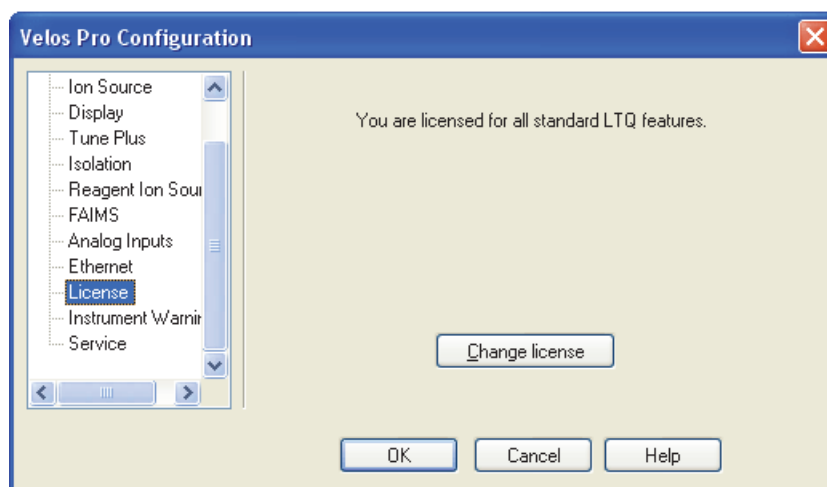 Velos Pro Configuration
Ion Source
Display
Tune Plus
Isolation
Reagent Ion Sour
FAIMS
Analog Inputs
Ethernet
License
Instrument Warnin
Service
You are licensed for all standard LTQ features.
Change license
OK
Cancel
Help